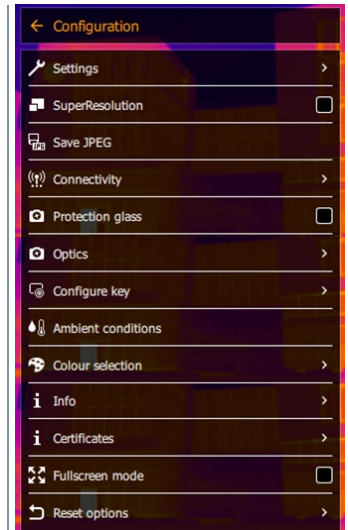 Configuration
Settings
SuperResolution
Save JPEG
Connectivity
Protection glass
Optics
Configure key
Ambient conditions
Colour selection
Info
Certificates
Fullscreen mode
Reset options